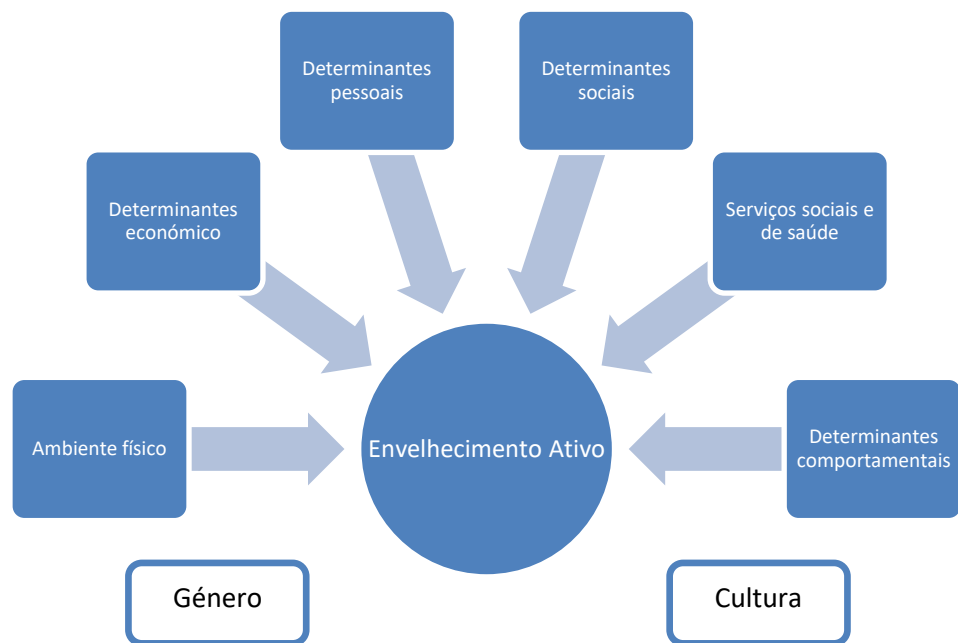 Determinantes
pessoais
Determinantes
sociais
Determinantes
económico
Serviços sociais e
de saúde
Ambiente físico
Envelhecimento Ativo
Determinantes
comportamentais
Género
Cultura